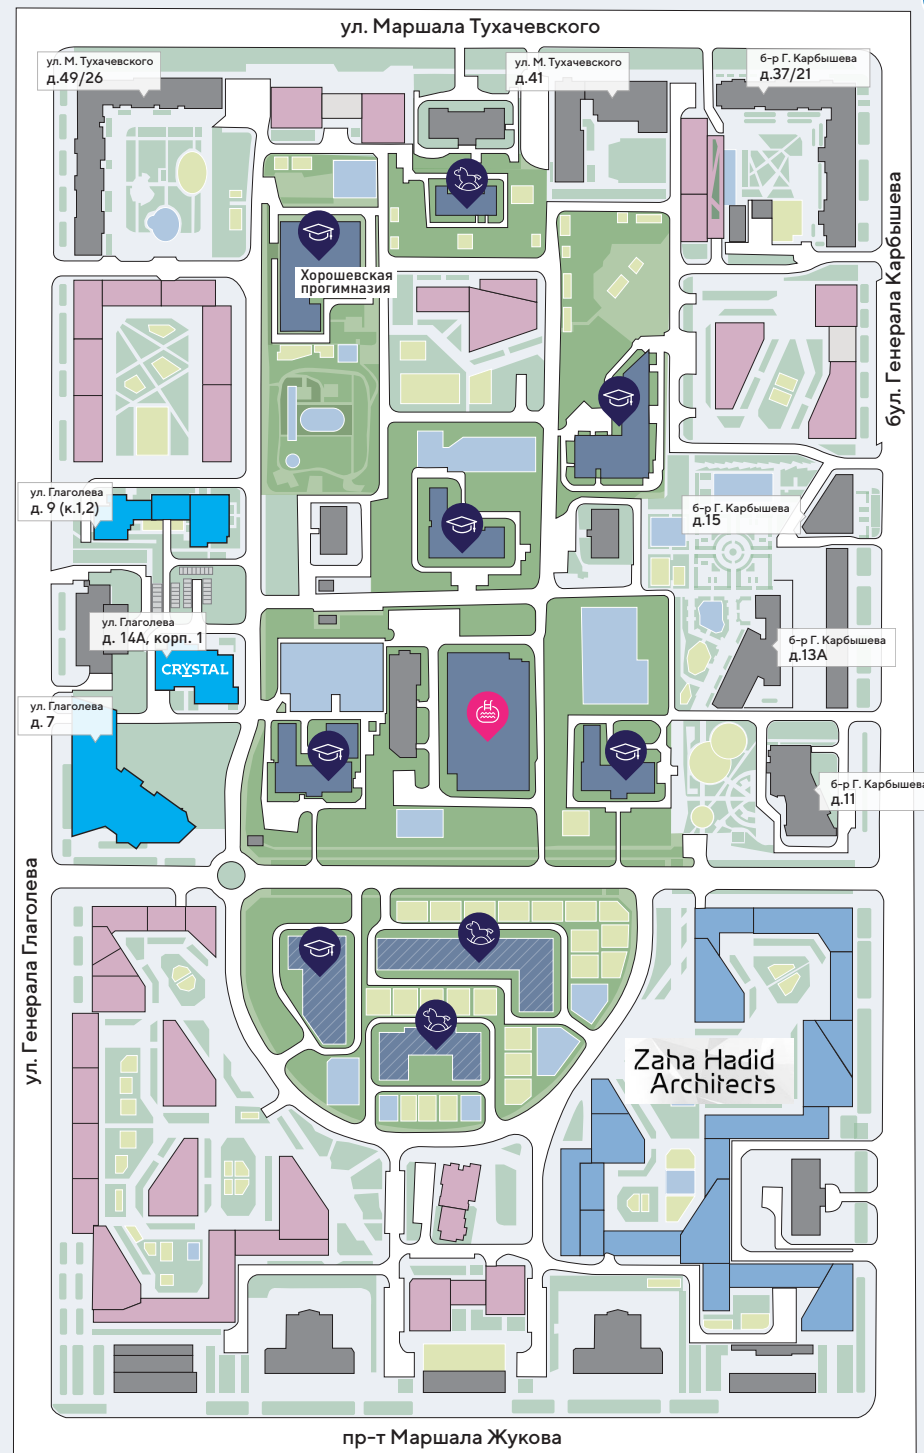 ул. Маршала Тухачевского
ул. М. Тухачевского
д.49/26
ул. М. Тухачевского
д.41
б-р Г. Карбышева
д.37/21
бул. Генерала Карбышева
Хорошевская
прогимназия
ул. Глаголева
д. 9 (к.1,2)
б-р Г. Карбышева
д.15
ул. Глаголева
д. 14А, корп. 1
CRYSTAL
б-р Г. Карбышева
д.13А
ул. Глаголева
д. 7
б-р Г. Карбышева
д.11
ул. Генерала Глаголева
Zaha Hadid
Architects
пр-т Маршала Жукова